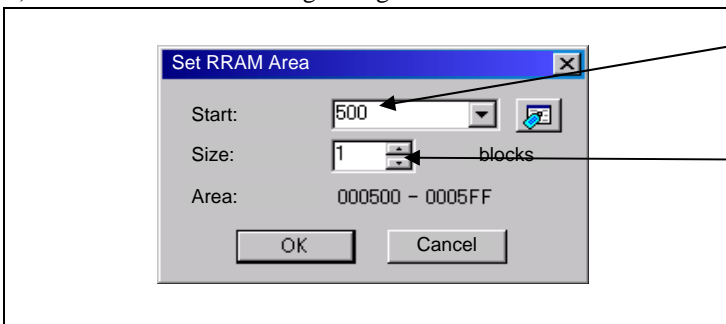 Set RRAM Area
Start:
500
Size:
1
blocks
Area:
000500 - 0005FF
OK
Cancel